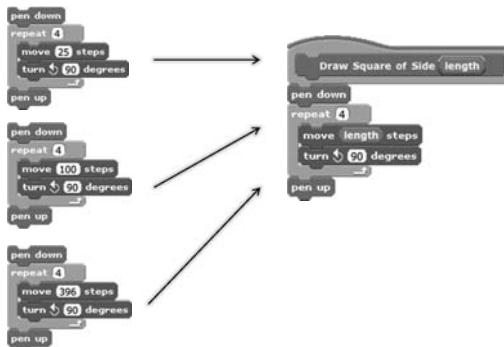 pen down
repeat 4
move 25 steps
turn 90 degrees
pen up
pen down
repeat 4
move 100 steps
turn 90 degrees
pen up
pen down
repeat 4
move 396 steps
turn 90 degrees
pen up
Draw Square of Side length
pen down
repeat 4
move length steps
turn 90 degrees
pen up